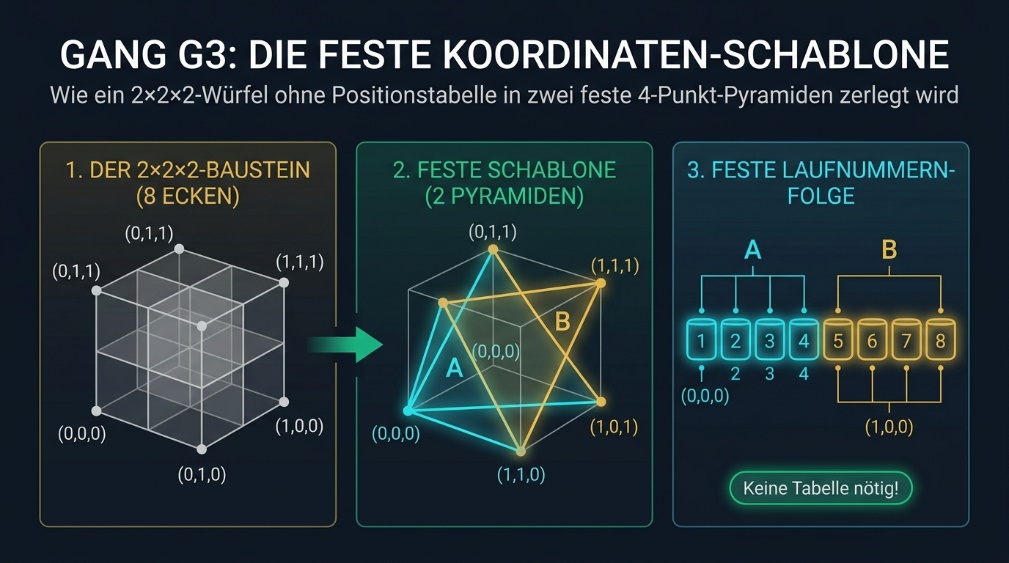 GANG G3: DIE FESTE KOORDINATEN-SCHABLONE
Wie ein 2×2×2-Würfel ohne Positionstabelle in zwei feste 4-Punkt-Pyramiden zerlegt wird
1. DER 2×2×2-BAUSTEIN
(8 ECKEN)
(0,1,1)
(0,1,1)
(1,1,1)
(0,0,0)
(1,0,0)
(0,1,0)
2. FESTE SCHABLONE
(2 PYRAMIDEN)
(0,1,1)
(1,1,1)
B
A
(0,0,0)
(0,0,0)
(1,0,1)
(1,1,0)
3. FESTE LAUFNUMMERN-
FOLGE
A B
1 2 3 4 5 6 7 8
2 3 4
(0,0,0)
(1,0,0)
Keine Tabelle nötig!